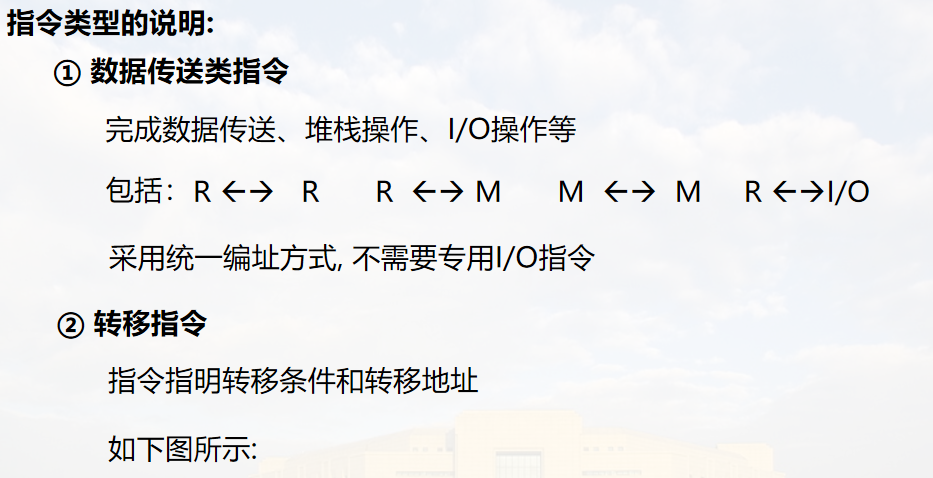 指令类型的说明:
① 数据传送类指令
完成数据传送、堆栈操作、I/O操作等
包括：R ←→ R R ←→ M M ←→ M R ←→I/O
采用统一编址方式, 不需要专用I/O指令
② 转移指令
指令指明转移条件和转移地址
如下图所示: